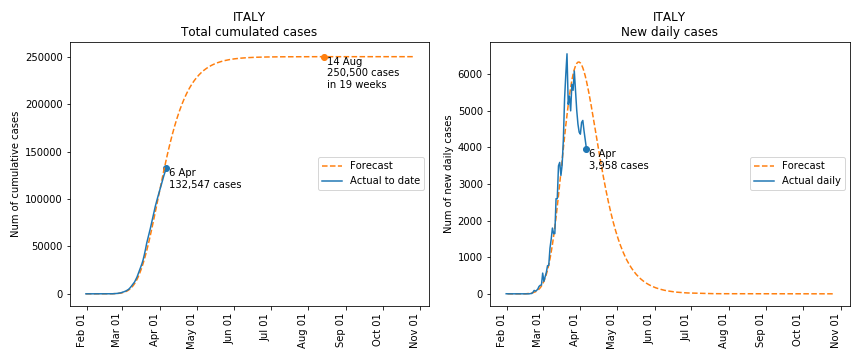 ITALY
Total cumulated cases
Num of cumulative cases
250000
200000
150000
100000
50000
0
14 Aug
250,500 cases
in 19 weeks
6 Apr
132,547 cases
Forecast
Actual to date
Feb 01
Mar 01
Apr 01
May 01
Jun 01
Jul 01
Aug 01
Sep 01
Oct 01
Nov 01
ITALY
New daily cases
Num of new daily cases
6000
5000
4000
3000
2000
1000
0
6 Apr
3,958 cases
Forecast
Actual daily
Feb 01
Mar 01
Apr 01
May 01
Jun 01
Jul 01
Aug 01
Sep 01
Oct 01
Nov 01